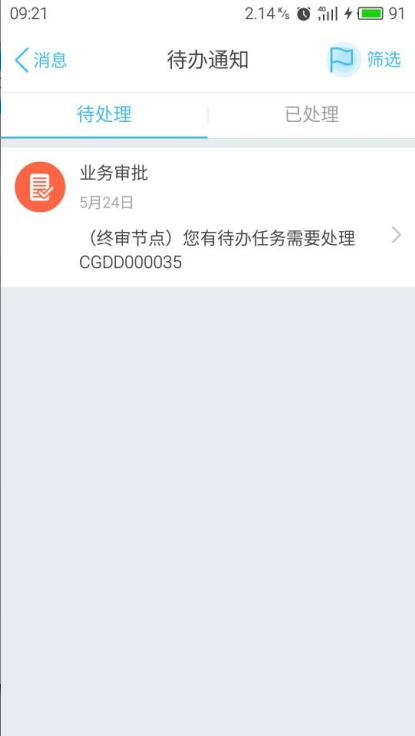 09:21 2.14 K/s 4G 91
消息 待办通知 筛选
待处理 已处理
业务审批
5月24日
（终审节点）您有待办任务需要处理
CGDD000035